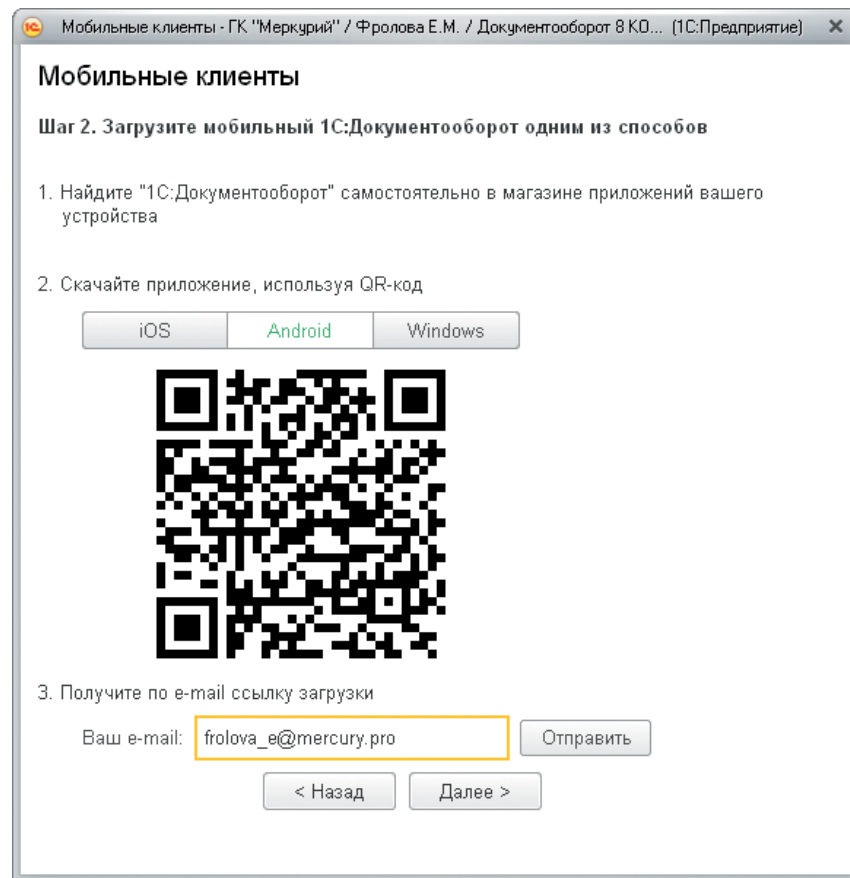 1С Мобильные клиенты - ГК "Меркурий" / Фролова Е.М. / Документооборот 8 КО... (1С:Предприятие)
Мобильные клиенты
Шаг 2. Загрузите мобильный 1С:Документооборот одним из способов
1. Найдите "1С:Документооборот" самостоятельно в магазине приложений вашего
устройства
2. Скачайте приложение, используя QR-код
iOS Android Windows
3. Получите по e-mail ссылку загрузки
Ваш e-mail: frolova_e@mercury.pro Отправить
< Назад Далее >